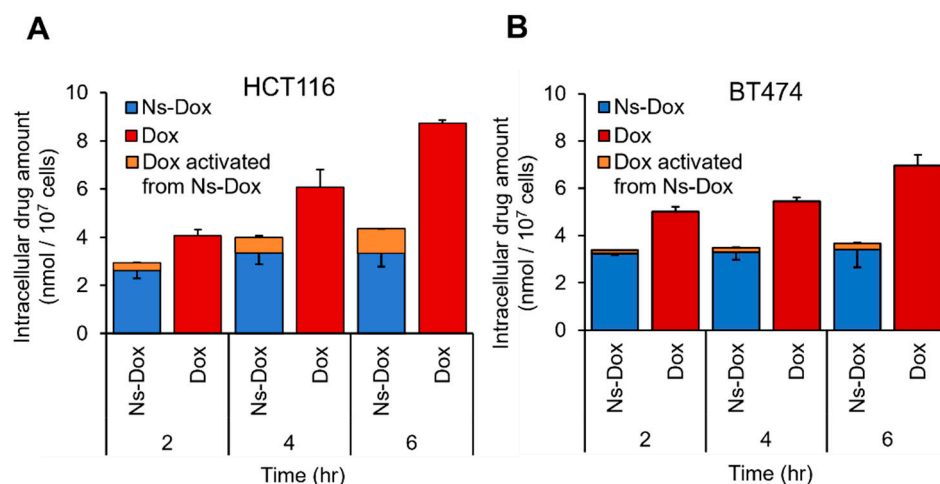 A
HCT116
Intracellular drug amount
(nmol / 10⁷ cells)
10
8
6
4
2
0
Ns-Dox
Dox
Dox activated
from Ns-Dox
Ns-Dox
Dox
Ns-Dox
Dox
Ns-Dox
Dox
2
4
6
Time (hr)
B
BT474
Intracellular drug amount
(nmol / 10⁷ cells)
10
8
6
4
2
0
Ns-Dox
Dox
Dox activated
from Ns-Dox
Ns-Dox
Dox
Ns-Dox
Dox
Ns-Dox
Dox
2
4
6
Time (hr)